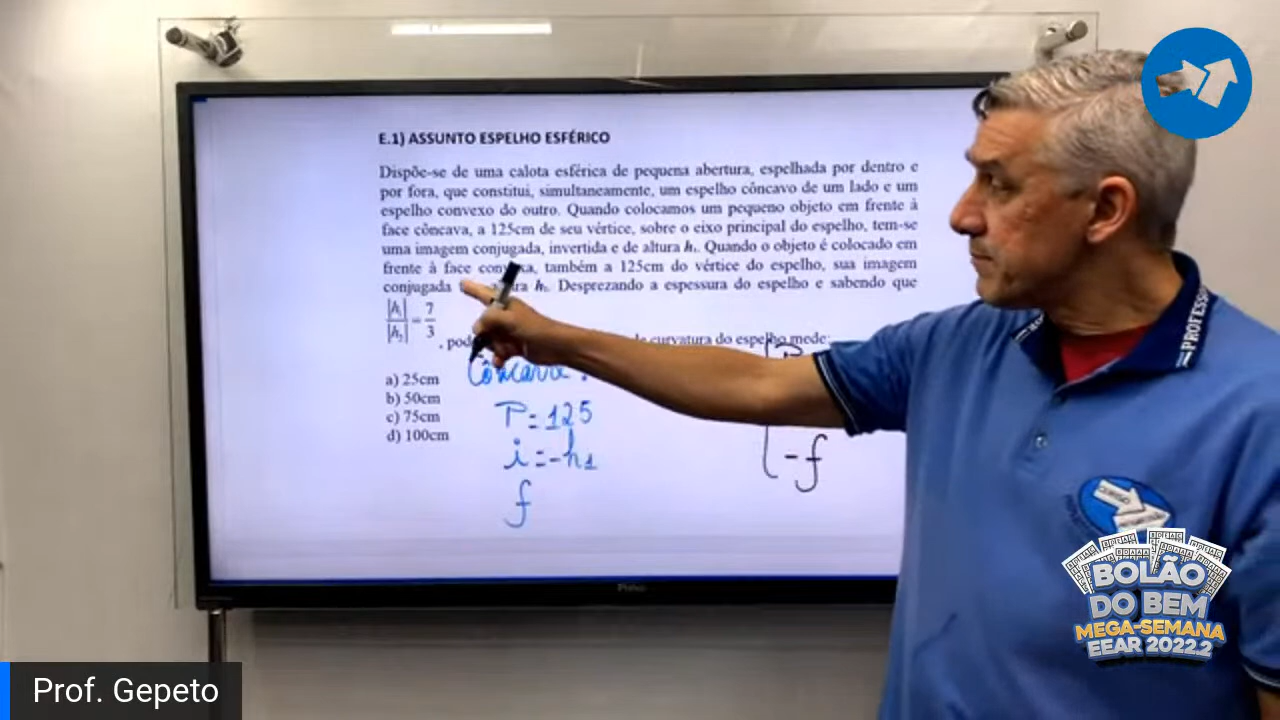 E.1) ASSUNTO ESPELHO ESFÉRICO
Dispõe-se de uma calota esférica de pequena abertura, espelhada por dentro e
por fora, que constitui, simultaneamente, um espelho côncavo de um lado e um
espelho convexo do outro. Quando colocamos um pequeno objeto em frente à
face côncava, a 125cm de seu vértice, sobre o eixo principal do espelho, tem-se
uma imagem conjugada, invertida e de altura h₁. Quando o objeto é colocado em
frente à face convexa, também a 125cm do vértice do espelho, sua imagem
conjugada h₂. Desprezando a espessura do espelho e sabendo que
|h₁|/|h₂| = 7/3
, curvatura do espelho mede:
a) 25cm
b) 50cm
c) 75cm
d) 100cm
Côncavo
P=125
i=-h1
f
-f
PROFESS
BOLÃO
DO BEM
MEGA-SEMANA
EEAR 2022.2
Prof. Gepeto